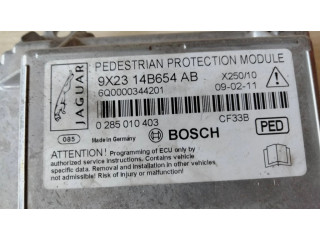 JAGUAR
PEDESTRIAN PROTECTION MODULE
9X23 14B654 AB
X250/10
6Q0000344201
09-02-11
0 285 010 403
CF33B
085
Made in Germany
BOSCH
PED
ATTENTION! Programming of ECU only by
authorized service instructions. Contains vehicle
specific data. Removal and installation in other vehicles
not admissible! Risk of injury or malfunction!